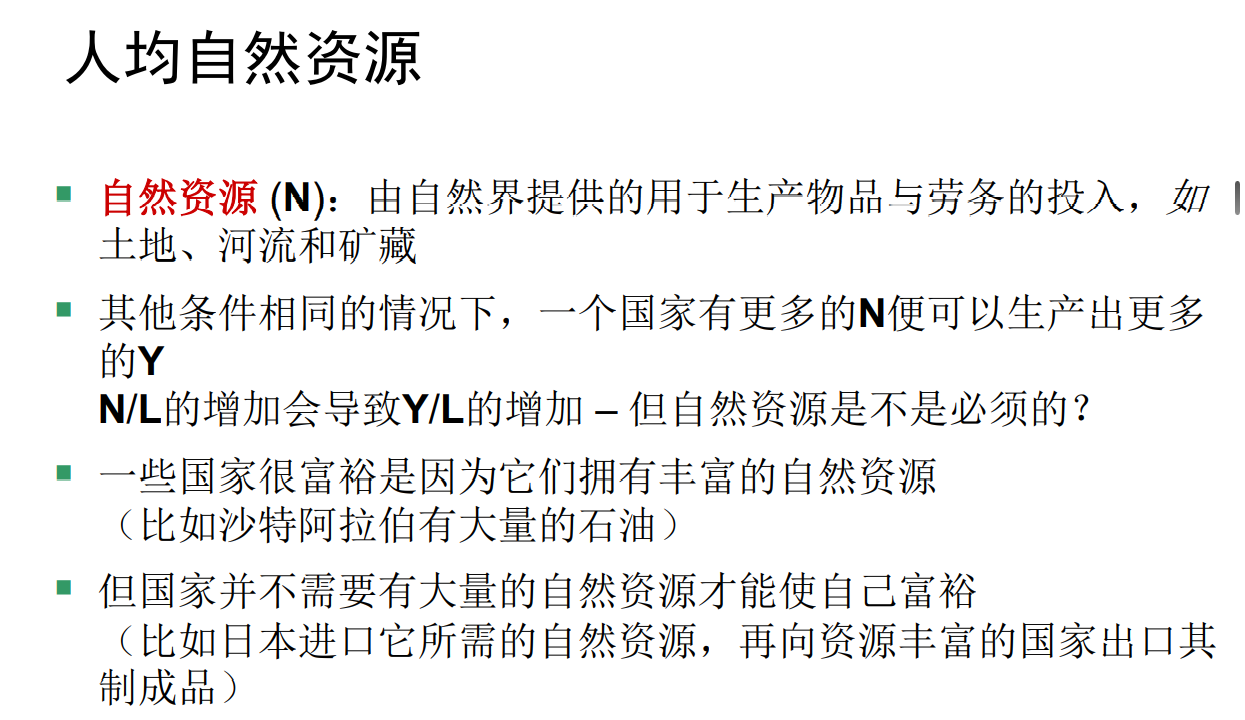 人均自然资源
自然资源 (N)：由自然界提供的用于生产物品与劳务的投入，如
土地、河流和矿藏
其他条件相同的情况下，一个国家有更多的N便可以生产出更多
的Y
N/L的增加会导致Y/L的增加 – 但自然资源是不是必须的？
一些国家很富裕是因为它们拥有丰富的自然资源
（比如沙特阿拉伯有大量的石油）
但国家并不需要有大量的自然资源才能使自己富裕
（比如日本进口它所需的自然资源，再向资源丰富的国家出口其
制成品）